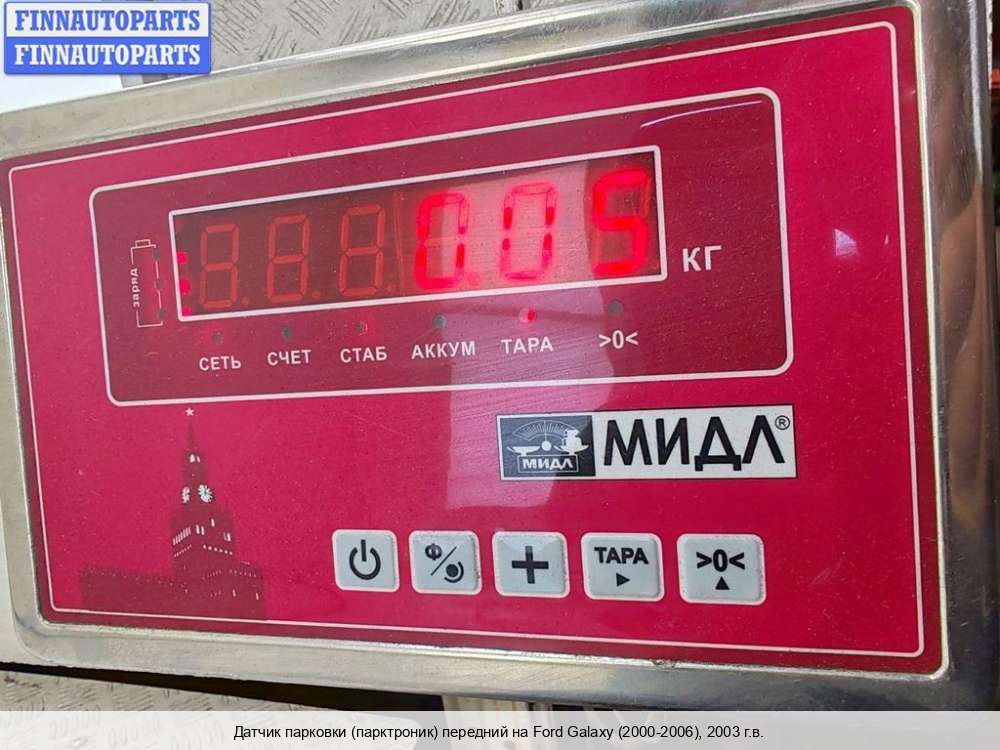 FINNAUTOPARTS
FINNAUTOPARTS
0.05
КГ
заряд
СЕТЬ СЧЕТ СТАБ АККУМ ТАРА >0<
МИДЛ
МИДЛ®
Ф
ТАРА
>0<
Датчик парковки (парктроник) передний на Ford Galaxy (2000-2006), 2003 г.в.